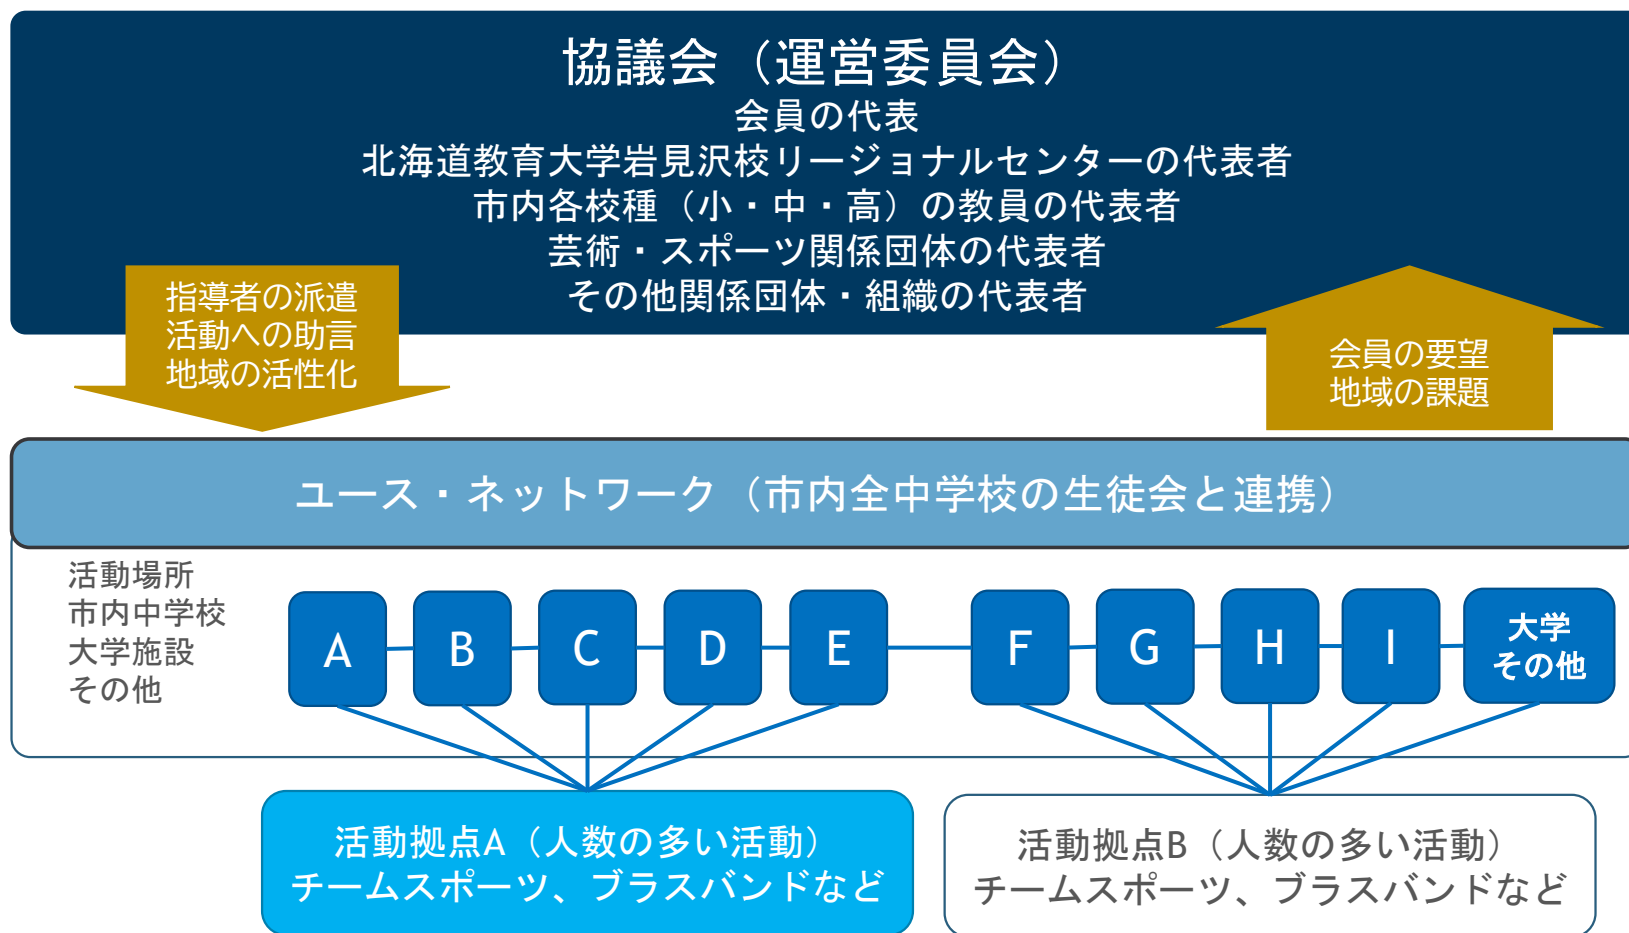 協議会（運営委員会）
会員の代表
北海道教育大学岩見沢校リージョナルセンターの代表者
市内各校種（小・中・高）の教員の代表者
芸術・スポーツ関係団体の代表者
その他関係団体・組織の代表者
指導者の派遣
活動への助言
地域の活性化
会員の要望
地域の課題
ユース・ネットワーク（市内全中学校の生徒会と連携）
活動場所
市内中学校
大学施設
その他
A
B
C
D
E
F
G
H
I
大学
その他
活動拠点A（人数の多い活動）
チームスポーツ、ブラスバンドなど
活動拠点B（人数の多い活動）
チームスポーツ、ブラスバンドなど